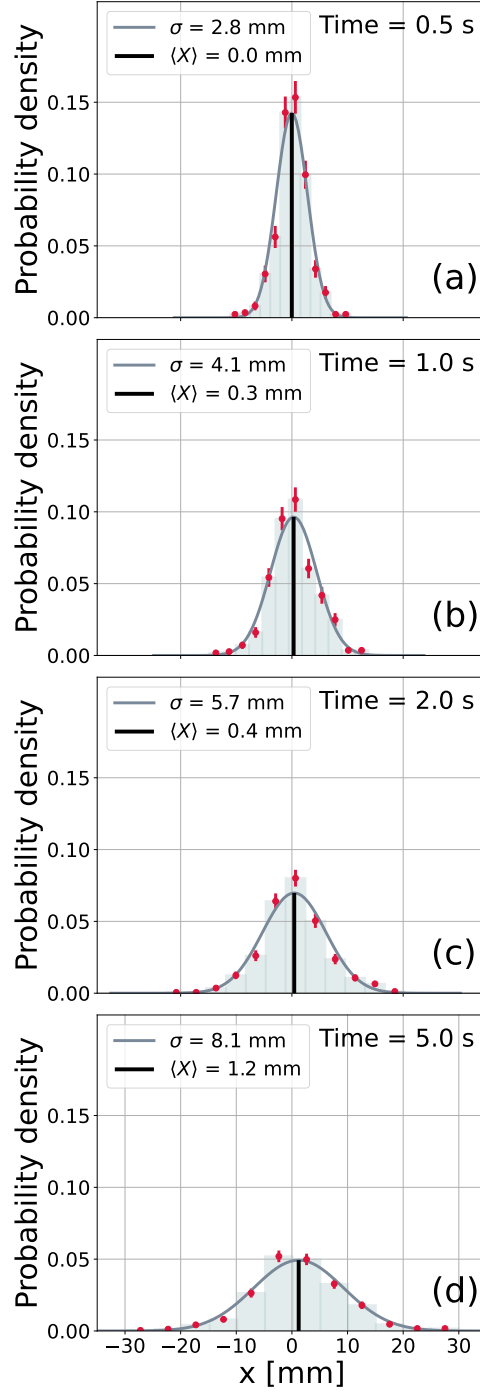 σ = 2.8 mm
⟨X⟩ = 0.0 mm
Time = 0.5 s
Probability density
0.15
0.10
0.05
0.00
(a)
σ = 4.1 mm
⟨X⟩ = 0.3 mm
Time = 1.0 s
Probability density
0.15
0.10
0.05
0.00
(b)
σ = 5.7 mm
⟨X⟩ = 0.4 mm
Time = 2.0 s
Probability density
0.15
0.10
0.05
0.00
(c)
σ = 8.1 mm
⟨X⟩ = 1.2 mm
Time = 5.0 s
Probability density
0.15
0.10
0.05
0.00
(d)
−30 −20 −10 0 10 20 30
x [mm]